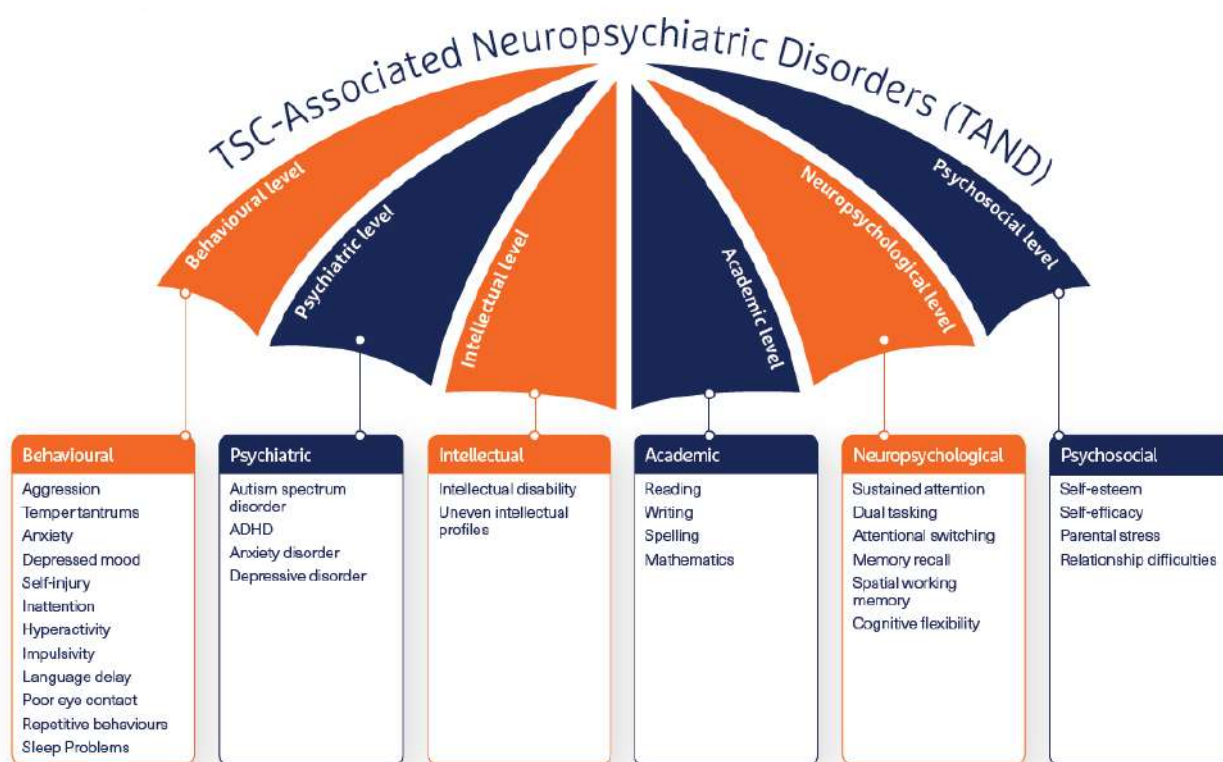 TSC-Associated Neuropsychiatric Disorders (TAND)
Behavioural level
Psychiatric level
Intellectual level
Academic level
Neuropsychological level
Psychosocial level
Behavioural
Aggression
Temper tantrums
Anxiety
Depressed mood
Self-injury
Inattention
Hyperactivity
Impulsivity
Language delay
Poor eye contact
Repetitive behaviours
Sleep Problems
Psychiatric
Autism spectrum
disorder
ADHD
Anxiety disorder
Depressive disorder
Intellectual
Intellectual disability
Uneven intellectual
profiles
Academic
Reading
Writing
Spelling
Mathematics
Neuropsychological
Sustained attention
Dual tasking
Attentional switching
Memory recall
Spatial working
memory
Cognitive flexibility
Psychosocial
Self-esteem
Self-efficacy
Parental stress
Relationship difficulties